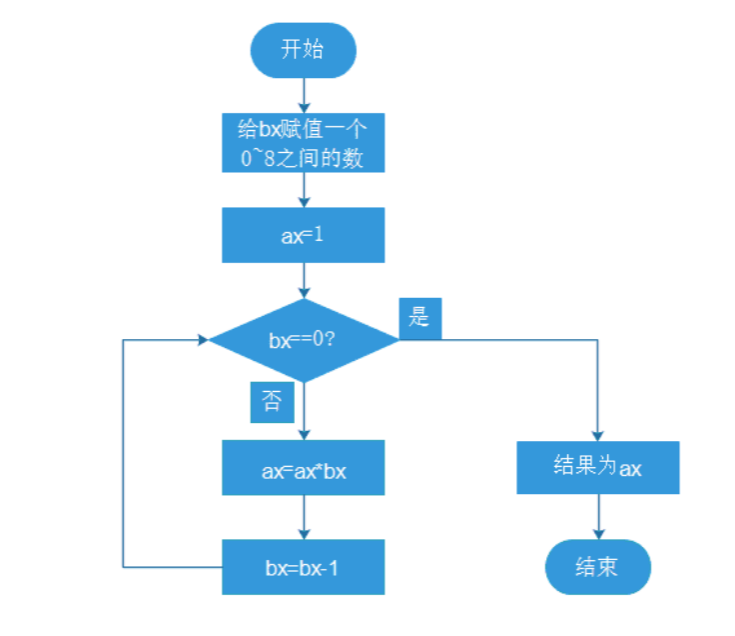 开始
给bx赋值一个
0~8之间的数
ax=1
bx==0?
是
否
ax=ax*bx
结果为ax
bx=bx-1
结束